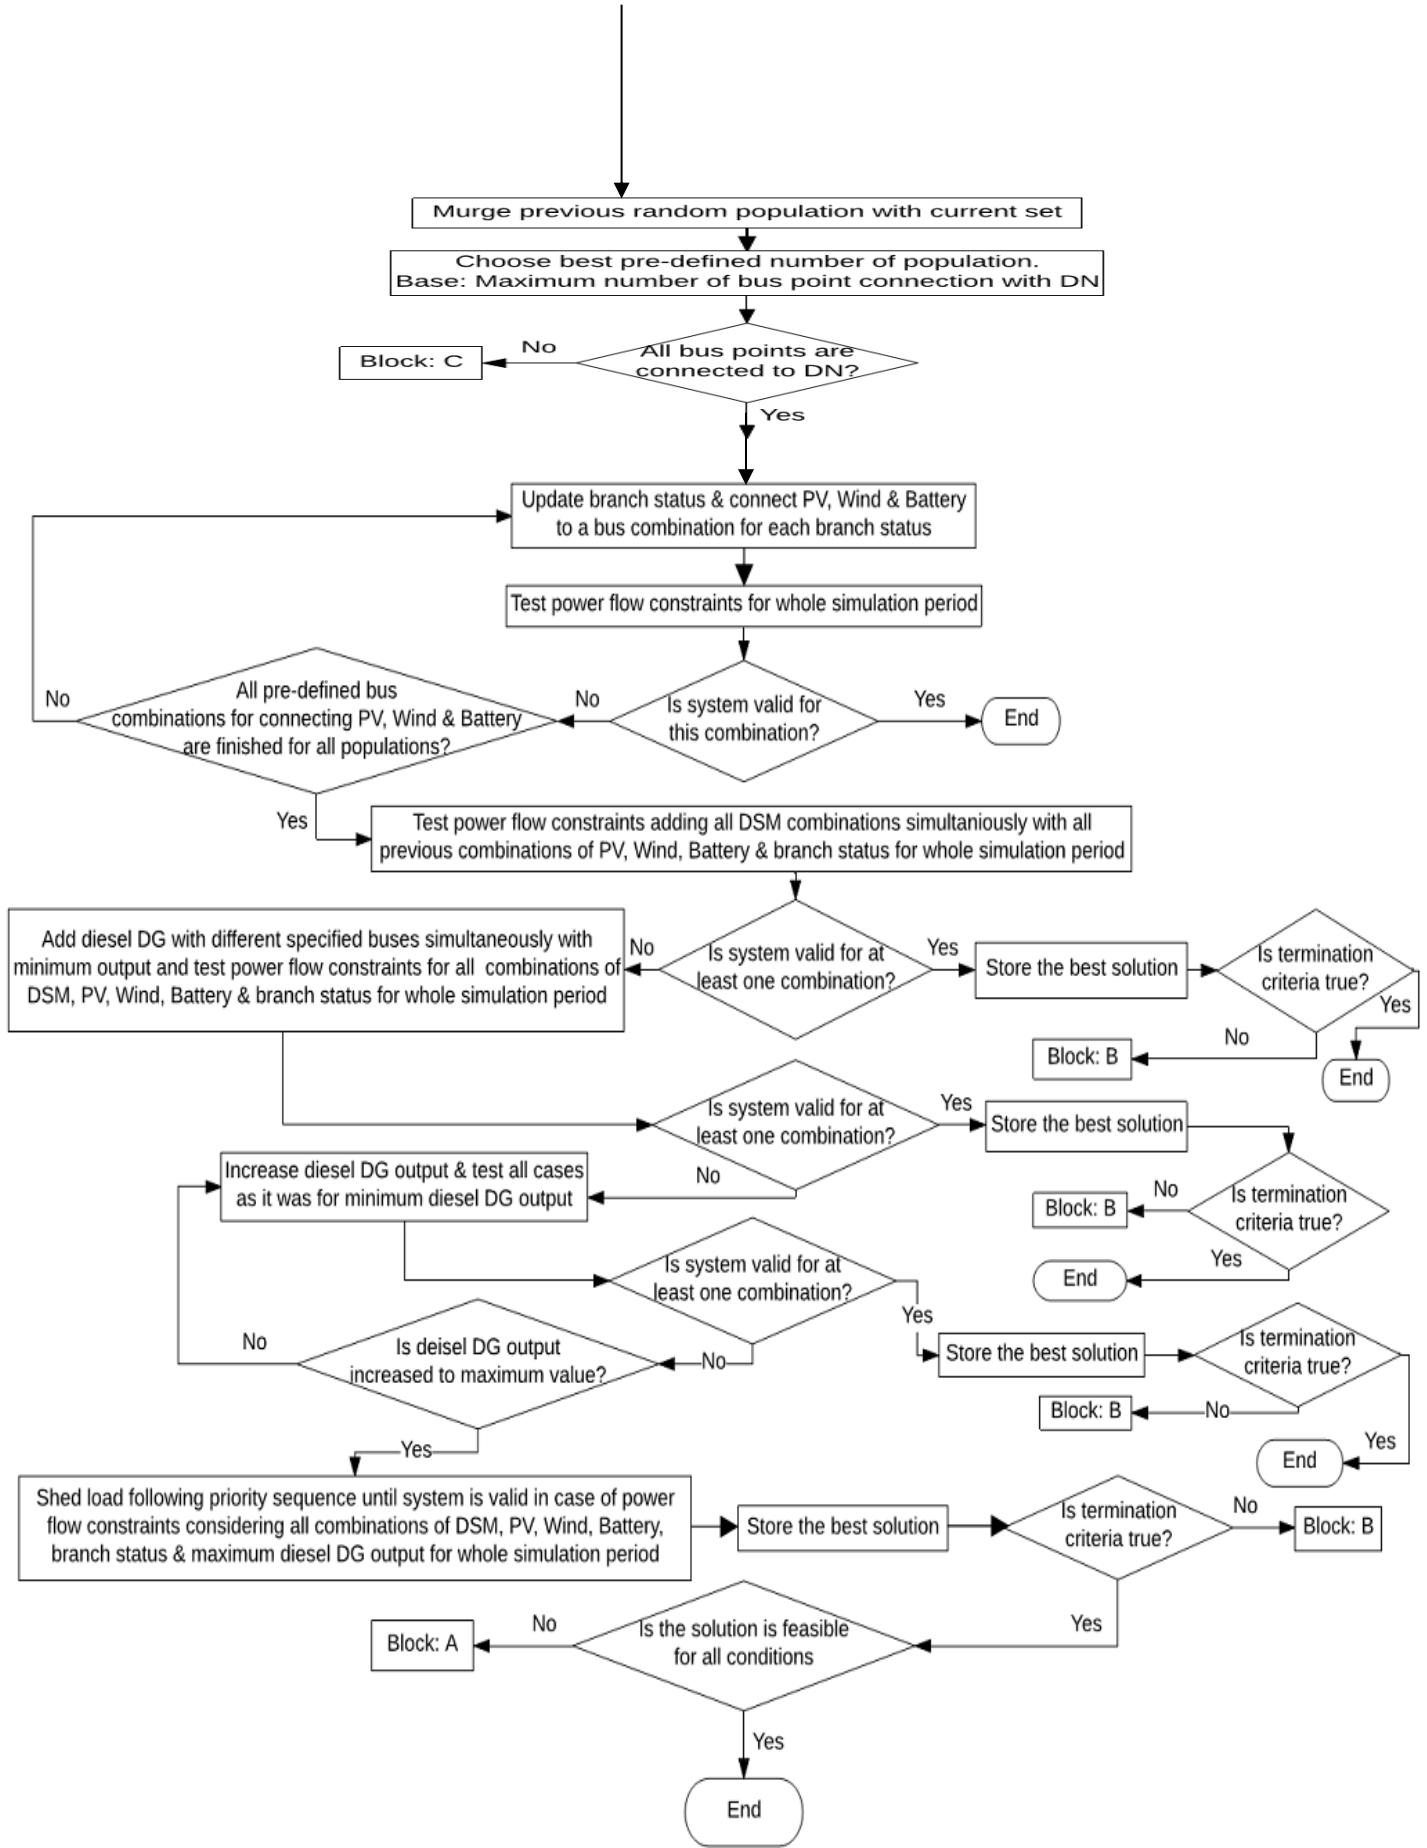 Murge previous random population with current set
Choose best pre-defined number of population.
Base: Maximum number of bus point connection with DN
All bus points are
connected to DN?
No
Block: C
Yes
Update branch status & connect PV, Wind & Battery
to a bus combination for each branch status
Test power flow constraints for whole simulation period
Is system valid for
this combination?
Yes
End
No
All pre-defined bus
combinations for connecting PV, Wind & Battery
are finished for all populations?
No
Yes
Test power flow constraints adding all DSM combinations simultaniously with all
previous combinations of PV, Wind, Battery & branch status for whole simulation period
Is system valid for at
least one combination?
Yes
Store the best solution
Is termination
criteria true?
Yes
End
No
Block: B
No
Add diesel DG with different specified buses simultaneously with
minimum output and test power flow constraints for all combinations of
DSM, PV, Wind, Battery & branch status for whole simulation period
Is system valid for at
least one combination?
Yes
Store the best solution
Is termination
criteria true?
No
Block: B
Yes
End
No
Increase diesel DG output & test all cases
as it was for minimum diesel DG output
Is system valid for at
least one combination?
Yes
Store the best solution
Is termination
criteria true?
No
Block: B
Yes
End
No
Is deisel DG output
increased to maximum value?
No
Yes
Shed load following priority sequence until system is valid in case of power
flow constraints considering all combinations of DSM, PV, Wind, Battery,
branch status & maximum diesel DG output for whole simulation period
Store the best solution
Is termination
criteria true?
No
Block: B
Yes
Is the solution is feasible
for all conditions
No
Block: A
Yes
End